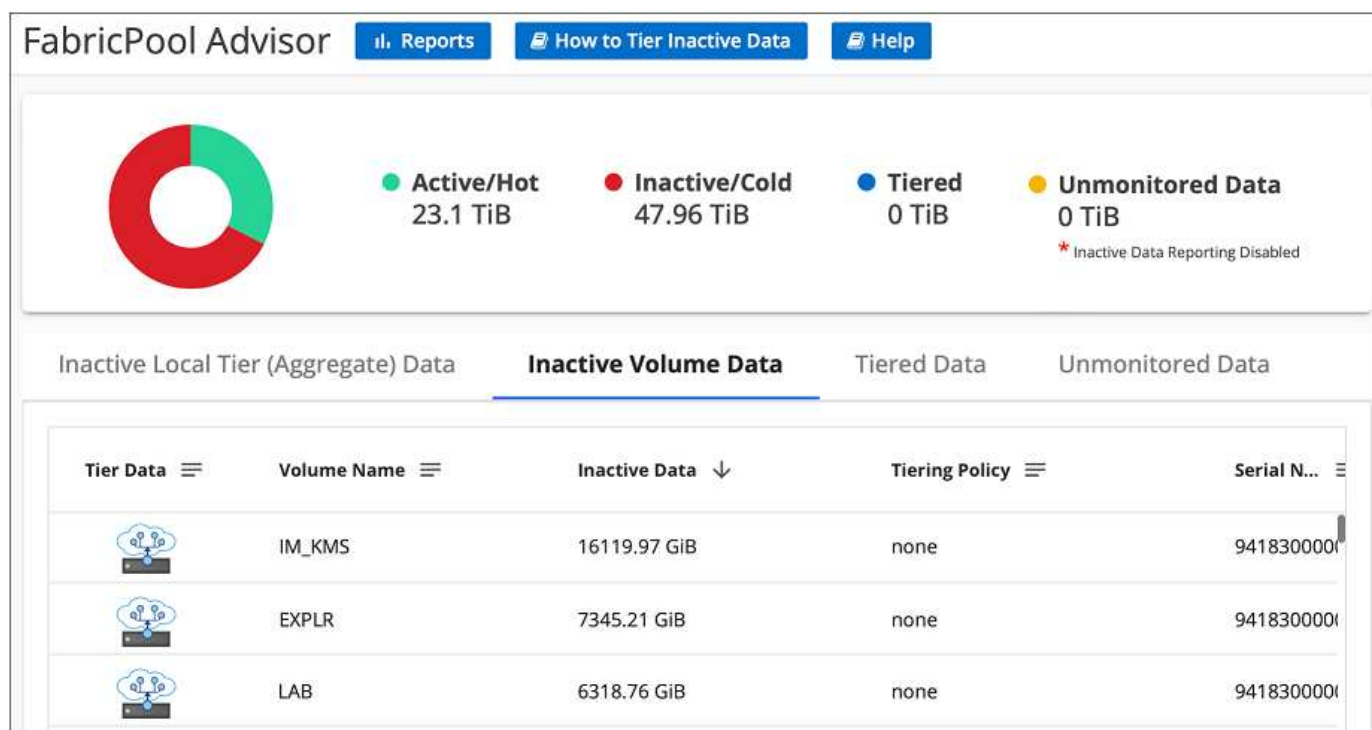 FabricPool Advisor Reports How to Tier Inactive Data Help
Active/Hot Inactive/Cold Tiered Unmonitored Data
23.1 TiB 47.96 TiB 0 TiB 0 TiB
* Inactive Data Reporting Disabled
Inactive Local Tier (Aggregate) Data Inactive Volume Data Tiered Data Unmonitored Data
Tier Data Volume Name Inactive Data Tiering Policy Serial N...
IM_KMS 16119.97 GiB none 9418300000
EXPLR 7345.21 GiB none 9418300000
LAB 6318.76 GiB none 9418300000